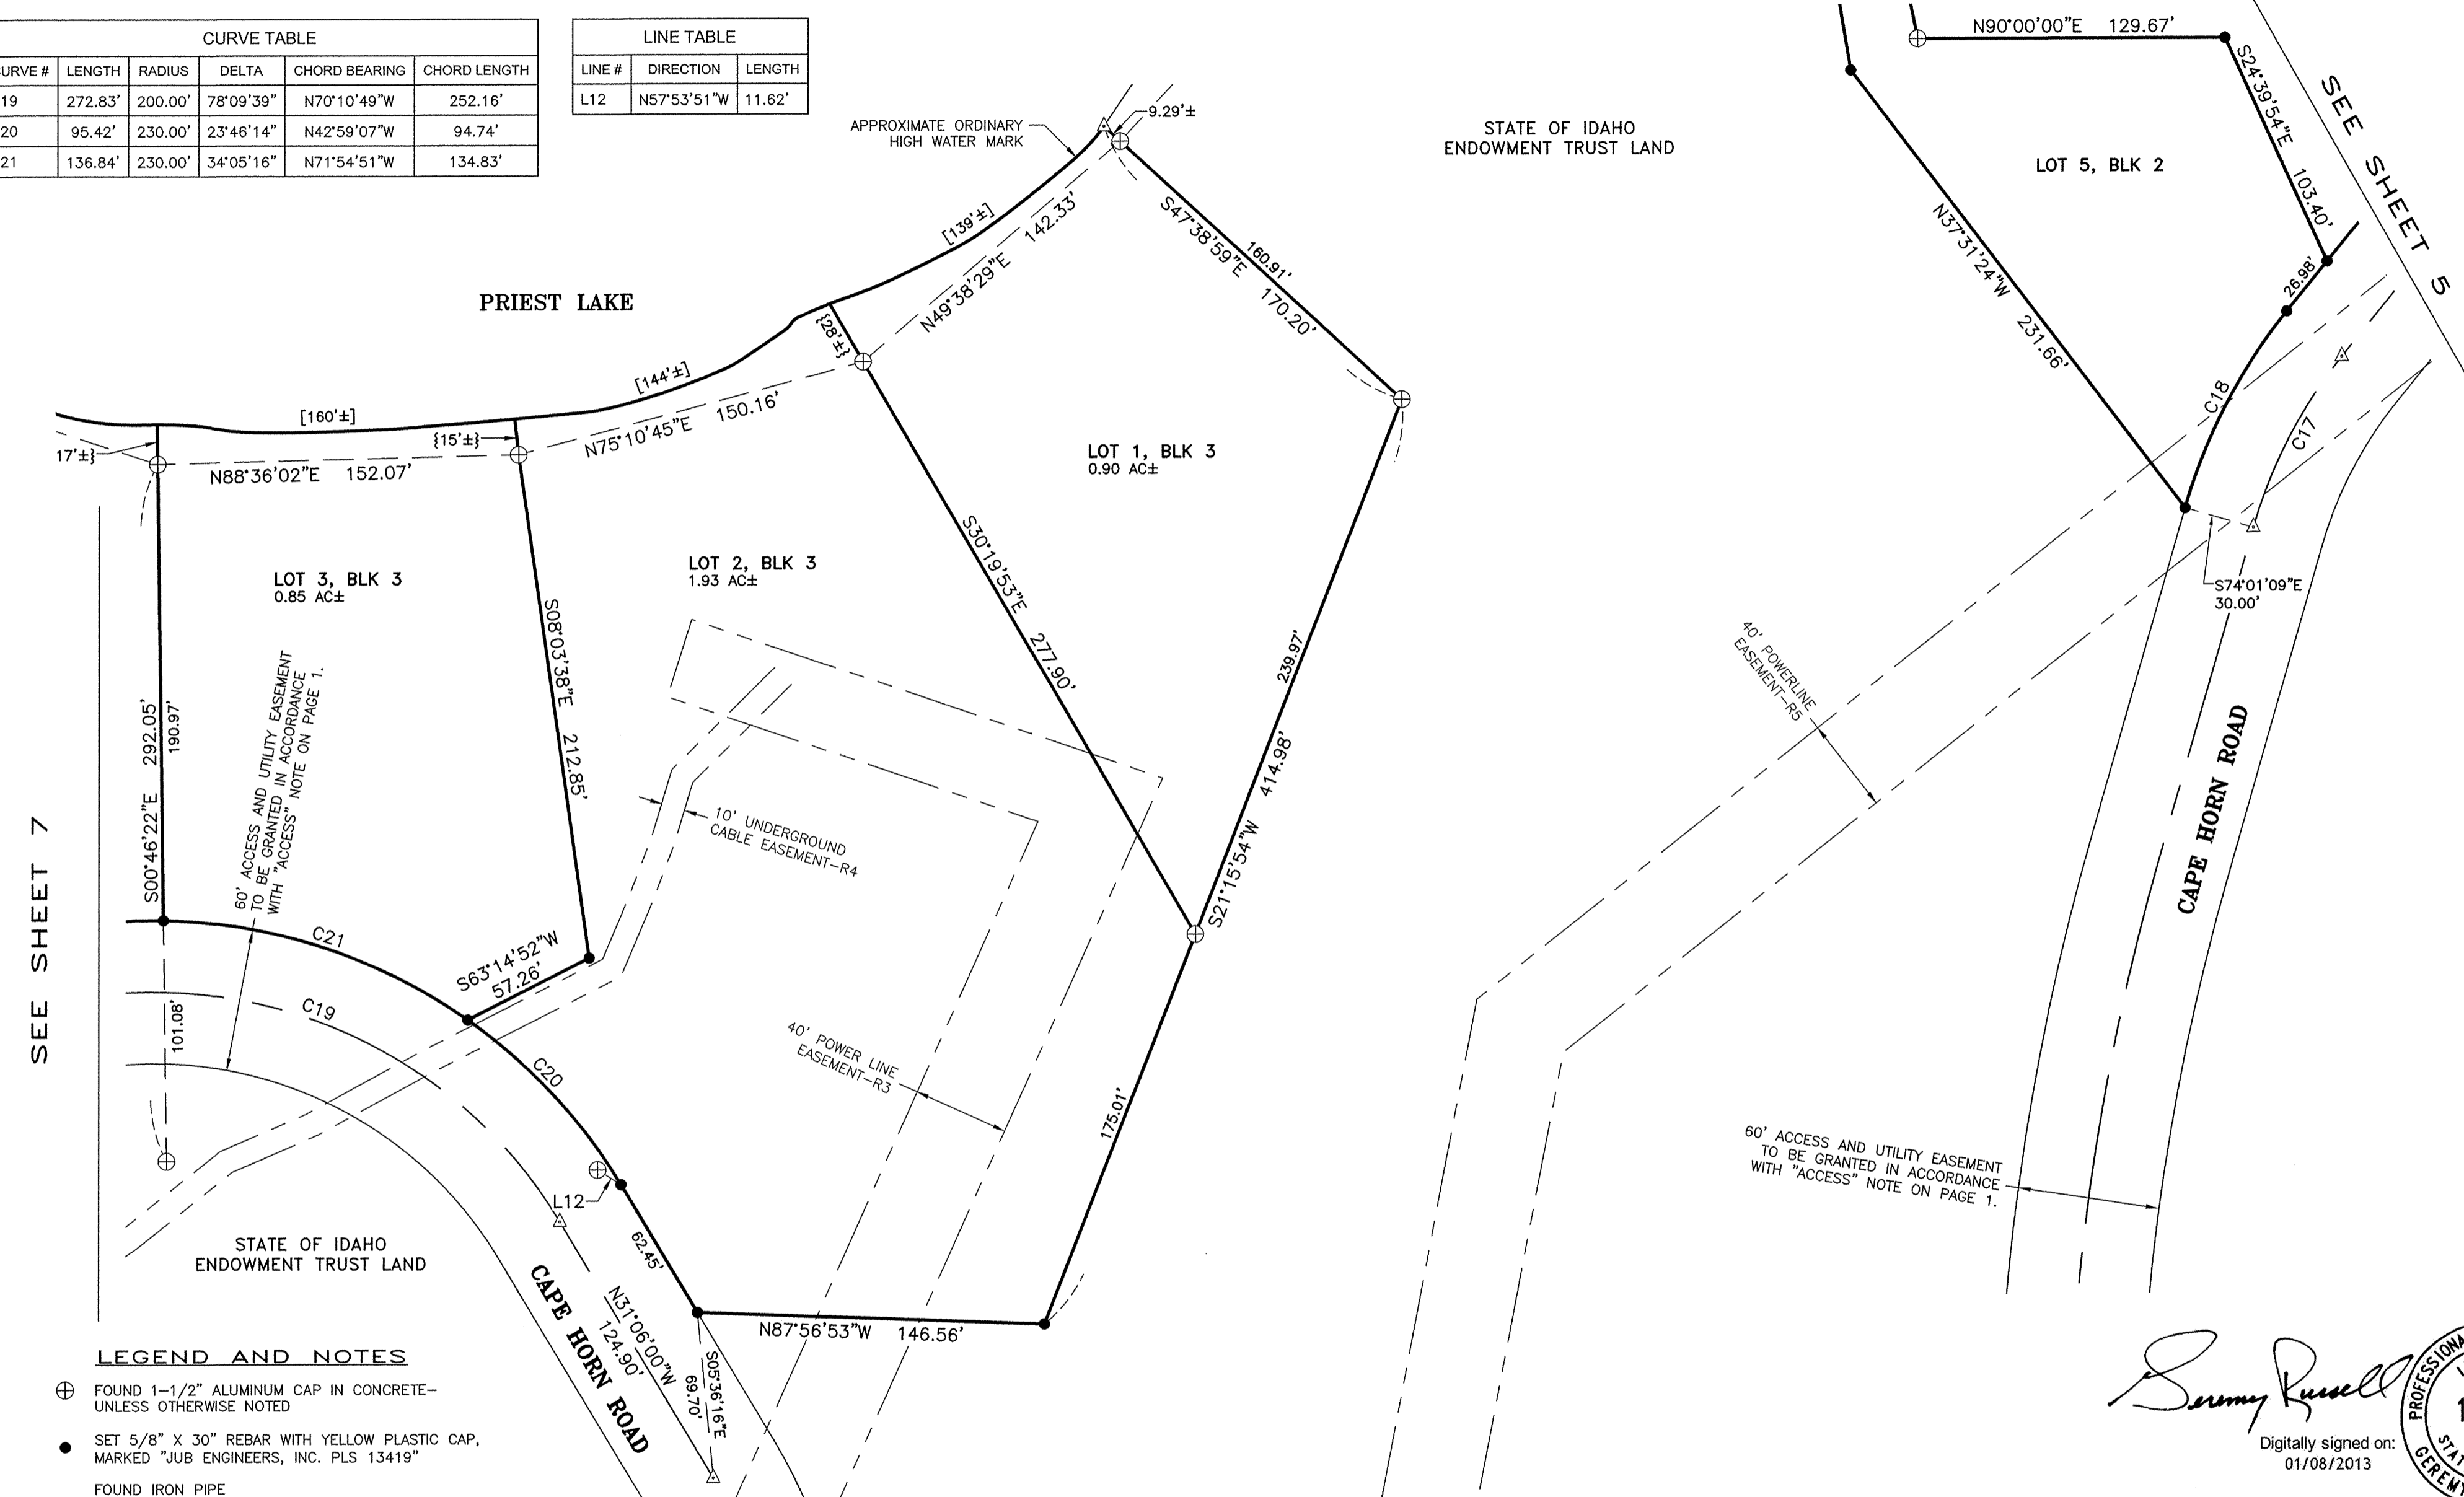 CURVE TABLE
URVE # LENGTH RADIUS DELTA CHORD BEARING CHORD LENGTH
19 272.83' 200.00' 78°09'39" N70°10'49"W 252.16'
20 95.42' 230.00' 23°46'14" N42°59'07"W 94.74'
21 136.84' 230.00' 34°05'16" N71°54'51"W 134.83'
LINE TABLE
LINE # DIRECTION LENGTH
L12 N57°53'51"W 11.62'
APPROXIMATE ORDINARY
HIGH WATER MARK
9.29'±
STATE OF IDAHO
ENDOWMENT TRUST LAND
N90°00'00"E 129.67'
S24°39'54"E 103.40'
SEE SHEET 5
LOT 5, BLK 2
N37°31'24"W 231.66'
26.98'
C18
C17
S74°01'09"E
30.00'
PRIEST LAKE
[139'±]
N49°38'29"E 142.33'
S47°38'59"E 170.20'
160.91'
{28'±}
[144'±]
N75°10'45"E 150.16'
[160'±]
{15'±}
17'±}
N88°36'02"E 152.07'
LOT 1, BLK 3
0.90 AC±
LOT 2, BLK 3
1.93 AC±
LOT 3, BLK 3
0.85 AC±
S30°19'53"E 277.90'
S08°03'38"E 212.85'
239.97'
S21°15'54"W 414.98'
175.01'
S00°46'22"E 292.05'
190.97'
60' ACCESS AND UTILITY EASEMENT
TO BE GRANTED IN ACCORDANCE
WITH "ACCESS" NOTE ON PAGE 1.
10' UNDERGROUND
CABLE EASEMENT-R4
40' POWERLINE
EASEMENT-R5
CAPE HORN ROAD
SEE SHEET 7
C21
S63°14'52"W
57.26'
C19
101.08'
C20
40' POWER LINE
EASEMENT-R3
L12
62.45'
60' ACCESS AND UTILITY EASEMENT
TO BE GRANTED IN ACCORDANCE
WITH "ACCESS" NOTE ON PAGE 1.
STATE OF IDAHO
ENDOWMENT TRUST LAND
CAPE HORN ROAD
N31°06'00"W
124.90'
N87°56'53"W 146.56'
S05°36'16"E
69.70'
LEGEND AND NOTES
FOUND 1-1/2" ALUMINUM CAP IN CONCRETE-
UNLESS OTHERWISE NOTED
SET 5/8" X 30" REBAR WITH YELLOW PLASTIC CAP,
MARKED "JUB ENGINEERS, INC. PLS 13419"
FOUND IRON PIPE
Geremy Russell
Digitally signed on:
01/08/2013
PROFESSIONA
STAT
GEREM